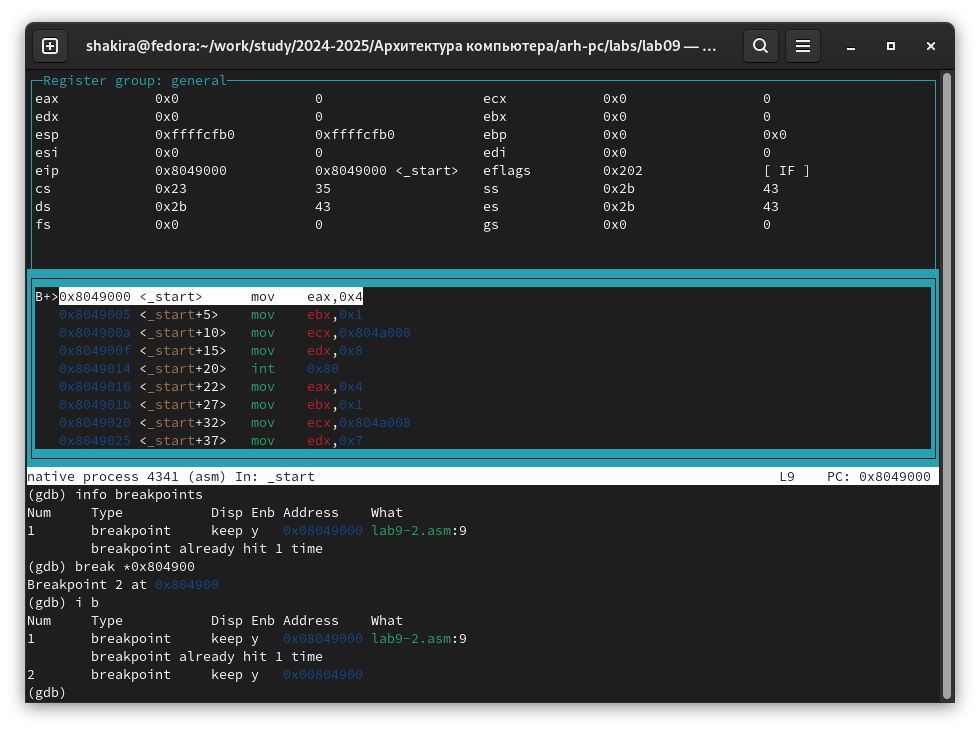 shakira@fedora:~/work/study/2024-2025/Архитектура компьютера/arh-pc/labs/lab09 — ...
Register group: general
eax 0x0 0 ecx 0x0 0
edx 0x0 0 ebx 0x0 0
esp 0xffffcfb0 0xffffcfb0 ebp 0x0 0x0
esi 0x0 0 edi 0x0 0
eip 0x8049000 0x8049000 <_start> eflags 0x202 [ IF ]
cs 0x23 35 ss 0x2b 43
ds 0x2b 43 es 0x2b 43
fs 0x0 0 gs 0x0 0
B+>0x8049000 <_start> mov eax,0x4
0x8049005 <_start+5> mov ebx,0x1
0x804900a <_start+10> mov ecx,0x804a000
0x804900f <_start+15> mov edx,0x8
0x8049014 <_start+20> int 0x80
0x8049016 <_start+22> mov eax,0x4
0x804901b <_start+27> mov ebx,0x1
0x8049020 <_start+32> mov ecx,0x804a008
0x8049025 <_start+37> mov edx,0x7
native process 4341 (asm) In: _start L9 PC: 0x8049000
(gdb) info breakpoints
Num Type Disp Enb Address What
1 breakpoint keep y 0x08049000 lab9-2.asm:9
breakpoint already hit 1 time
(gdb) break *0x804900
Breakpoint 2 at 0x804900
(gdb) i b
Num Type Disp Enb Address What
1 breakpoint keep y 0x08049000 lab9-2.asm:9
breakpoint already hit 1 time
2 breakpoint keep y 0x00804900
(gdb)